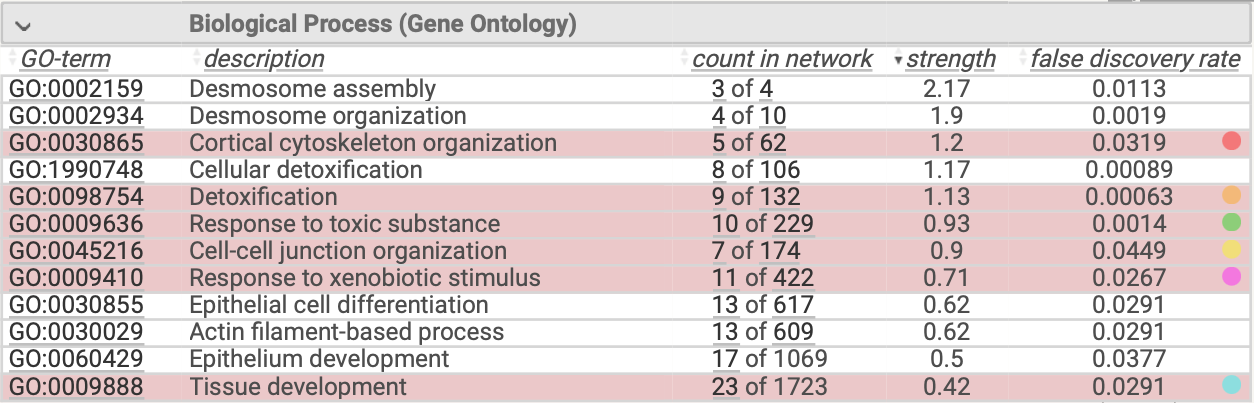 Biological Process (Gene Ontology)
GO-term description count in network strength false discovery rate
GO:0002159 Desmosome assembly 3 of 4 2.17 0.0113
GO:0002934 Desmosome organization 4 of 10 1.9 0.0019
GO:0030865 Cortical cytoskeleton organization 5 of 62 1.2 0.0319
GO:1990748 Cellular detoxification 8 of 106 1.17 0.00089
GO:0098754 Detoxification 9 of 132 1.13 0.00063
GO:0009636 Response to toxic substance 10 of 229 0.93 0.0014
GO:0045216 Cell-cell junction organization 7 of 174 0.9 0.0449
GO:0009410 Response to xenobiotic stimulus 11 of 422 0.71 0.0267
GO:0030855 Epithelial cell differentiation 13 of 617 0.62 0.0291
GO:0030029 Actin filament-based process 13 of 609 0.62 0.0291
GO:0060429 Epithelium development 17 of 1069 0.5 0.0377
GO:0009888 Tissue development 23 of 1723 0.42 0.0291